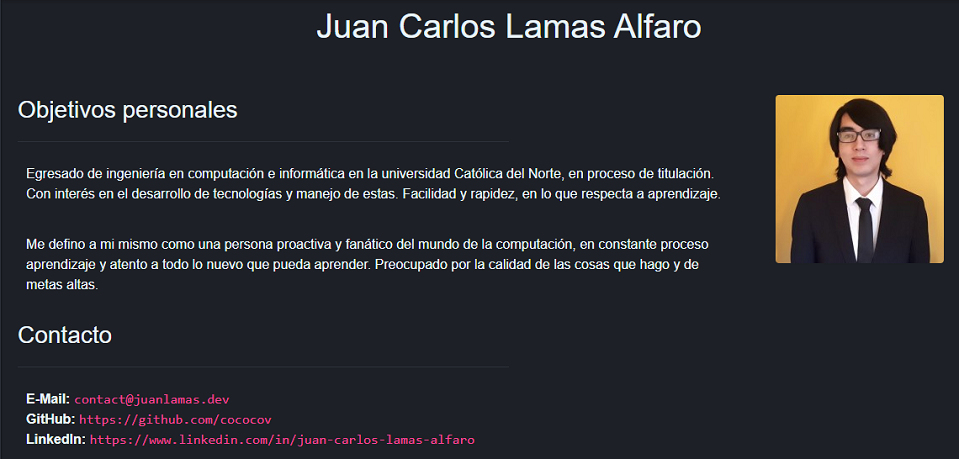 Juan Carlos Lamas Alfaro
Objetivos personales
Egresado de ingeniería en computación e informática en la universidad Católica del Norte, en proceso de titulación.
Con interés en el desarrollo de tecnologías y manejo de estas. Facilidad y rapidez, en lo que respecta a aprendizaje.
Me defino a mi mismo como una persona proactiva y fanático del mundo de la computación, en constante proceso
aprendizaje y atento a todo lo nuevo que pueda aprender. Preocupado por la calidad de las cosas que hago y de
metas altas.
Contacto
E-Mail: contact@juanlamas.dev
GitHub: https://github.com/cococov
LinkedIn: https://www.linkedin.com/in/juan-carlos-lamas-alfaro